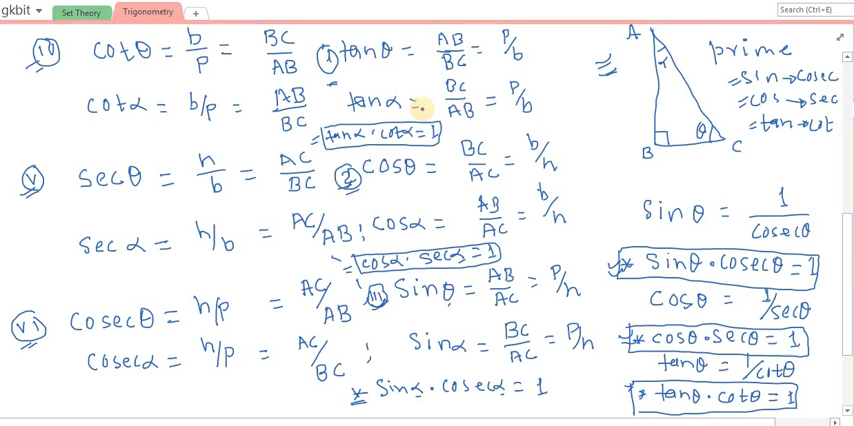 gkbit
Set Theory
Trigonometry
+
Search (Ctrl+E)
(iv) cotθ = b/p = BC/AB
(I) tanθ = AB/BC = P/b
cotα = b/p = AB/BC
tanα = BC/AB = P/b
= tanα · cotα = 1
(V) secθ = h/b = AC/BC
(2) cosθ = BC/AC = b/h
secα = h/b = AC/AB ; cosα = AB/AC = b/h
= cosα · secα = 1
(VI) cosecθ = h/p = AC/AB
(III) Sinθ = AB/AC = P/h
cosecα = h/p = AC/BC ; Sinα = BC/AC = P/h
* Sinα · cosecα = 1
A
α
B
θ
C
prime
= sin → cosec
= cos → sec
= tan → cot
Sinθ = 1/cosecθ
* Sinθ · cosecθ = 1
cosθ = 1/secθ
* cosθ · secθ = 1
tanθ = 1/cotθ
* tanθ · cotθ = 1